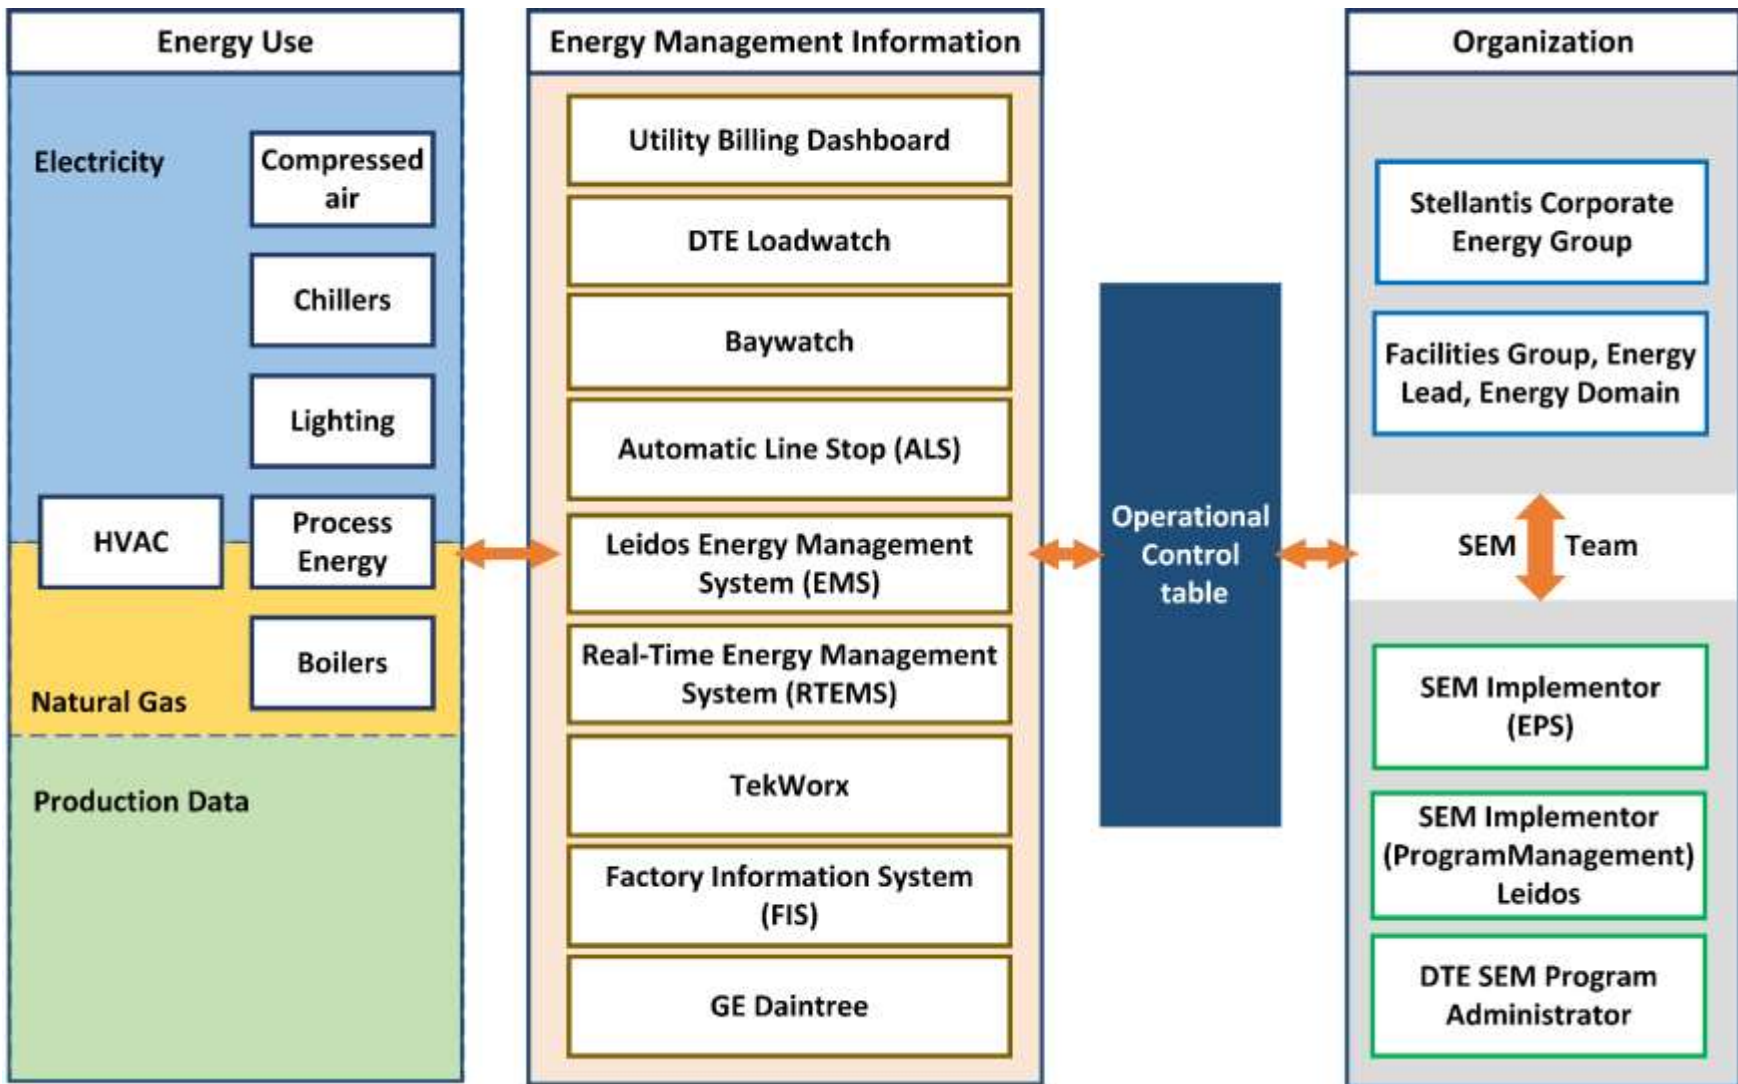 Energy Use
Electricity
Compressed
air
Chillers
Lighting
HVAC
Process
Energy
Boilers
Natural Gas
Production Data
Energy Management Information
Utility Billing Dashboard
DTE Loadwatch
Baywatch
Automatic Line Stop (ALS)
Leidos Energy Management
System (EMS)
Real-Time Energy Management
System (RTEMS)
TekWorx
Factory Information System
(FIS)
GE Daintree
Operational
Control
table
Organization
Stellantis Corporate
Energy Group
Facilities Group, Energy
Lead, Energy Domain
SEM Team
SEM Implementor
(EPS)
SEM Implementor
(ProgramManagement)
Leidos
DTE SEM Program
Administrator